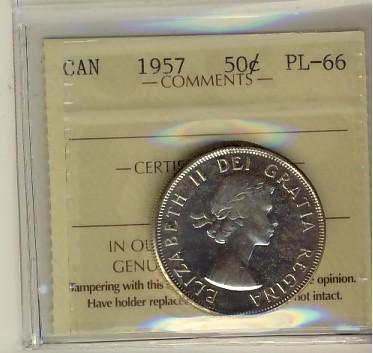 CAN 1957 50¢ PL-66
— COMMENTS —
— CERTIF
ELIZABETH II DEI GRATIA REGINA
IN OU
GENU
Tampering with this opinion.
Have holder replace not intact.